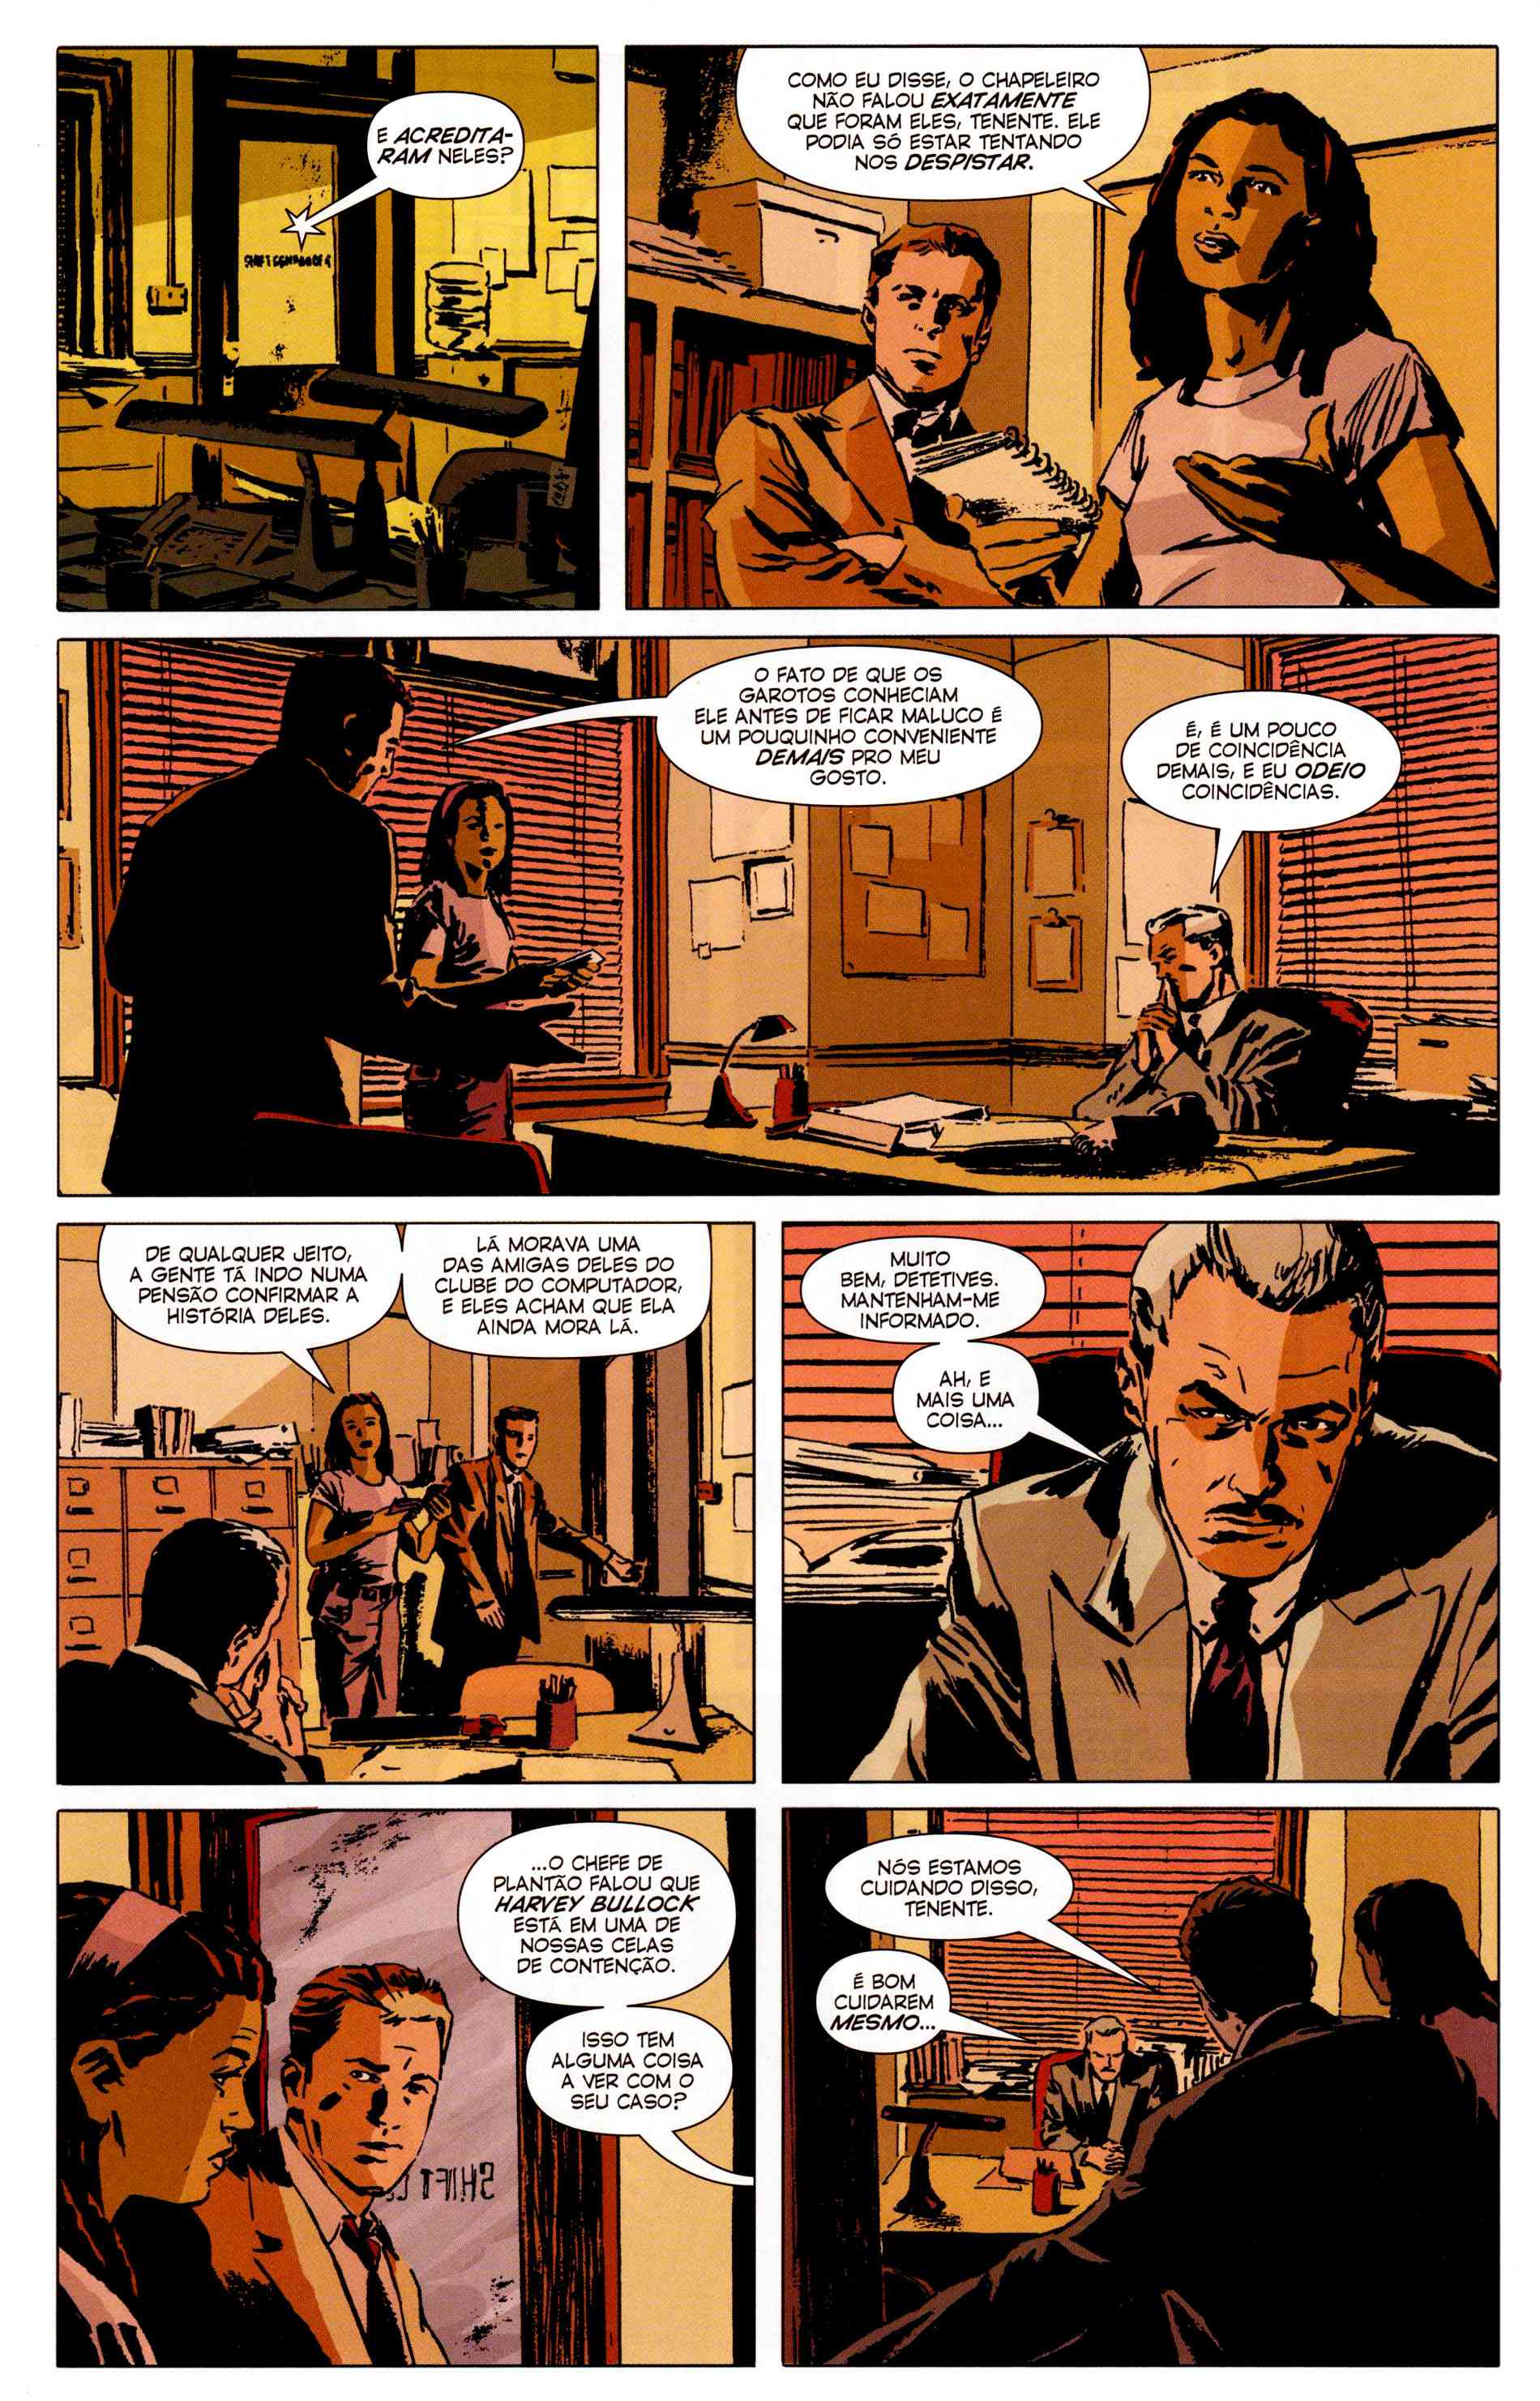 E ACREDITA-
RAM NELES?
SHIFT COMMANDER
COMO EU DISSE, O CHAPELEIRO
NÃO FALOU EXATAMENTE
QUE FORAM ELES, TENENTE. ELE
PODIA SÓ ESTAR TENTANDO
NOS DESPISTAR.
O FATO DE QUE OS
GAROTOS CONHECIAM
ELE ANTES DE FICAR MALUCO É
UM POUQUINHO CONVENIENTE
DEMAIS PRO MEU
GOSTO.
É, É UM POUCO
DE COINCIDÊNCIA
DEMAIS, E EU ODEIO
COINCIDÊNCIAS.
DE QUALQUER JEITO,
A GENTE TÁ INDO NUMA
PENSÃO CONFIRMAR A
HISTÓRIA DELES.
LÁ MORAVA UMA
DAS AMIGAS DELES DO
CLUBE DO COMPUTADOR,
E ELES ACHAM QUE ELA
AINDA MORA LÁ.
MUITO
BEM, DETETIVES.
MANTENHAM-ME
INFORMADO.
AH, E
MAIS UMA
COISA...
...O CHEFE DE
PLANTÃO FALOU QUE
HARVEY BULLOCK
ESTÁ EM UMA DE
NOSSAS CELAS
DE CONTENÇÃO.
ISSO TEM
ALGUMA COISA
A VER COM O
SEU CASO?
SHIFT
NÓS ESTAMOS
CUIDANDO DISSO,
TENENTE.
É BOM
CUIDAREM
MESMO...